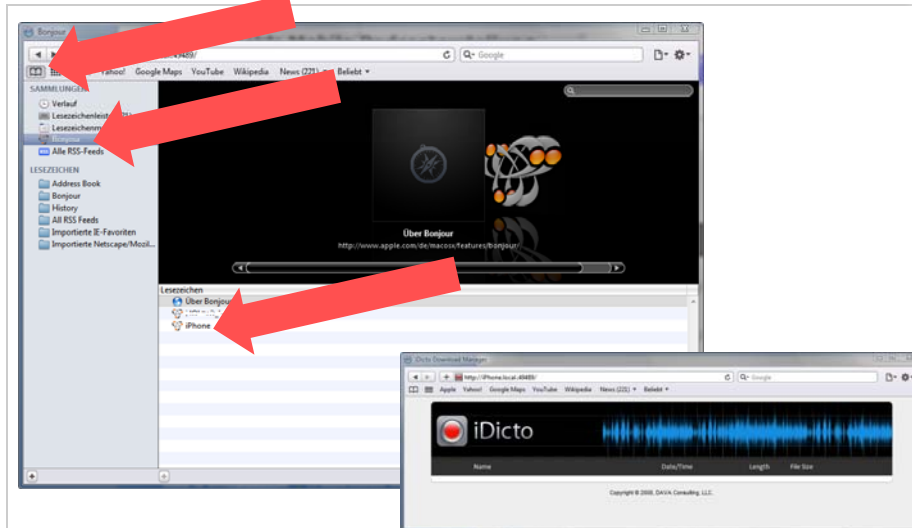 Bonjour
Google
Yahoo! Google Maps YouTube Wikipedia News (221) Beliebt
SAMMLUNGEN
Verlauf
Bonjour
Alle RSS-Feeds
LESEZEICHEN
Address Book
Bonjour
History
All RSS Feeds
Importierte IE-Favoriten
Importierte Netscape/Mozil...
Über Bonjour
http://www.apple.com/de/macosx/features/bonjour/
Lesezeichen
Über Bonjour
iPhone
iDicto Download Manager
http://iPhone.local.:49489/
Google
Apple Yahoo! Google Maps YouTube Wikipedia News (221) Beliebt
iDicto
Name Date/Time Length File Size
Copyright © 2008, DAVA Consulting, LLC.